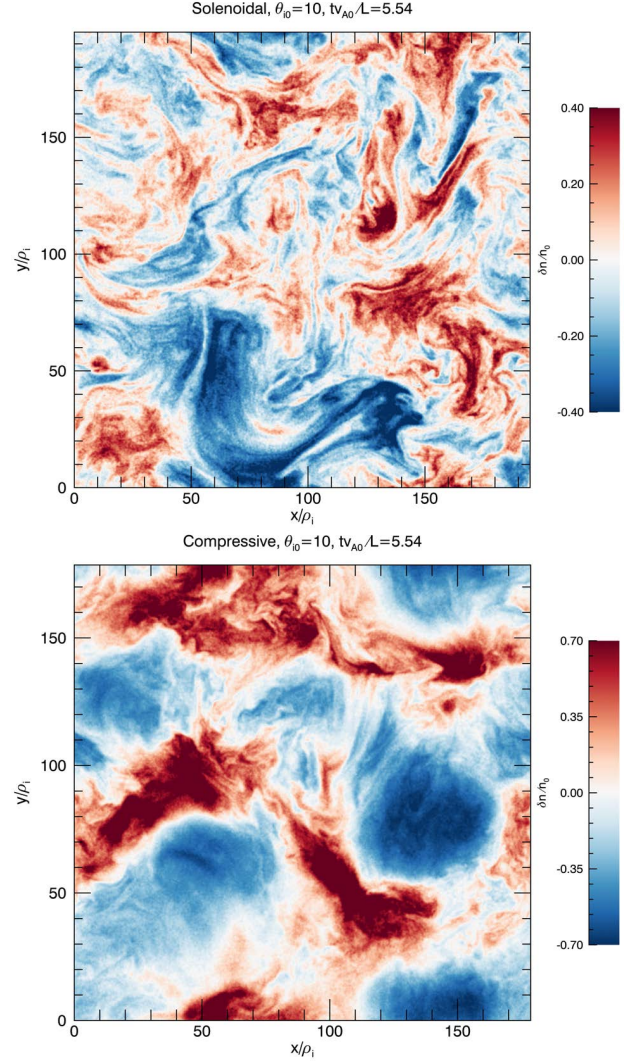 Solenoidal, θi0=10, tvA0/L=5.54
150
100
50
0
y/ρi
0 50 100 150
x/ρi
0.40
0.20
0.00
-0.20
-0.40
δn/n0
Compressive, θi0=10, tvA0/L=5.54
150
100
50
0
y/ρi
0 50 100 150
x/ρi
0.70
0.35
0.00
-0.35
-0.70
δn/n0